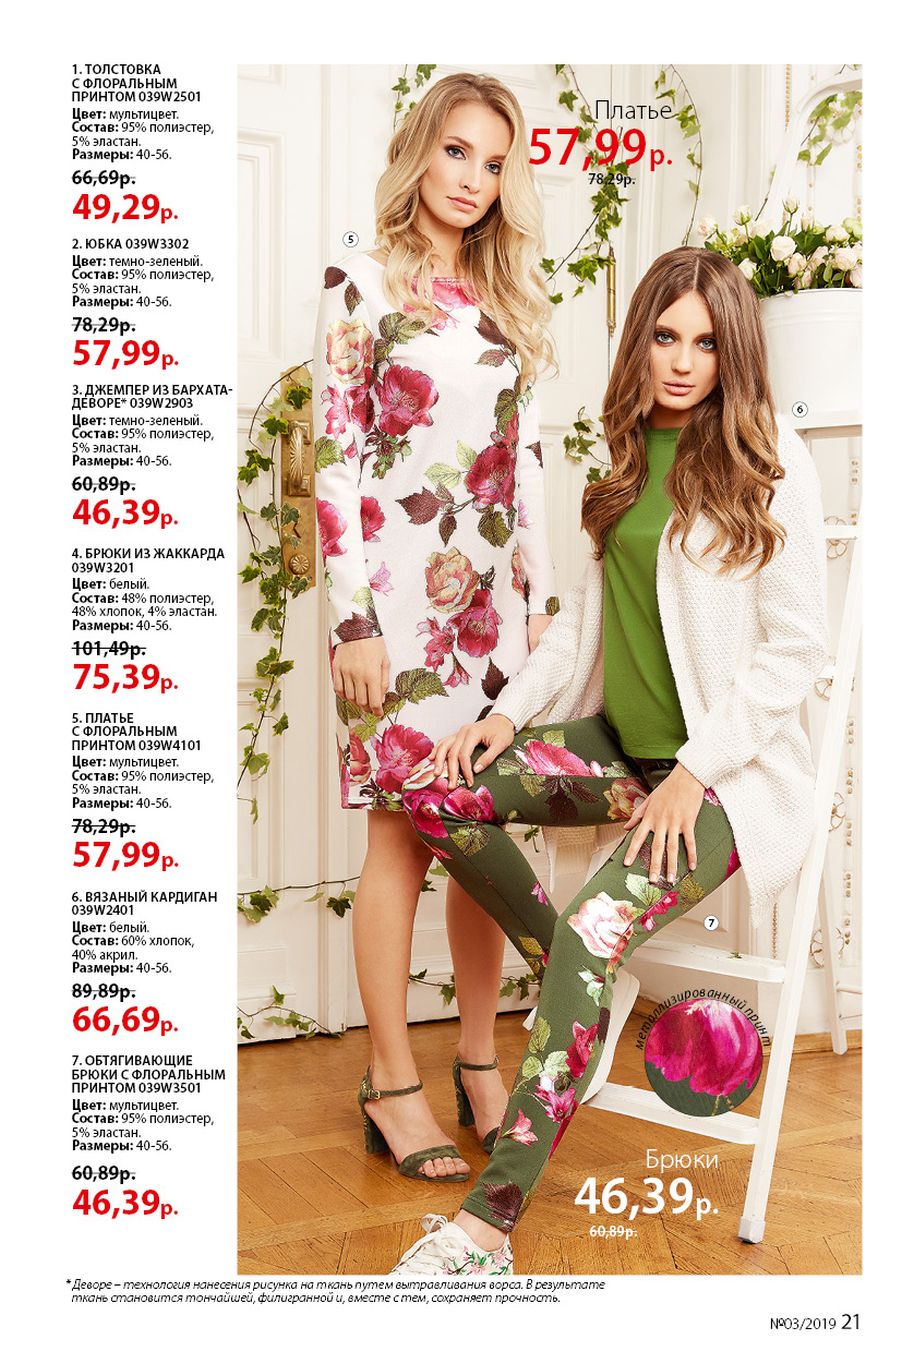 1. ТОЛСТОВКА
С ФЛОРАЛЬНЫМ
ПРИНТОМ 039W2501
Цвет: мультицвет.
Состав: 95% полиэстер,
5% эластан.
Размеры: 40-56.
66,69р.
49,29р.
2. ЮБКА 039W3302
Цвет: темно-зеленый.
Состав: 95% полиэстер,
5% эластан.
Размеры: 40-56.
78,29р.
57,99р.
3. ДЖЕМПЕР ИЗ БАРХАТА-
ДЕВОРЕ* 039W2903
Цвет: темно-зеленый.
Состав: 95% полиэстер,
5% эластан.
Размеры: 40-56.
60,89р.
46,39р.
4. БРЮКИ ИЗ ЖАККАРДА
039W3201
Цвет: белый.
Состав: 48% полиэстер,
48% хлопок, 4% эластан.
Размеры: 40-56.
101,49р.
75,39р.
5. ПЛАТЬЕ
С ФЛОРАЛЬНЫМ
ПРИНТОМ 039W4101
Цвет: мультицвет.
Состав: 95% полиэстер,
5% эластан.
Размеры: 40-56.
78,29р.
57,99р.
6. ВЯЗАНЫЙ КАРДИГАН
039W2401
Цвет: белый.
Состав: 60% хлопок,
40% акрил.
Размеры: 40-56.
89,89р.
66,69р.
7. ОБТЯГИВАЮЩИЕ
БРЮКИ С ФЛОРАЛЬНЫМ
ПРИНТОМ 039W3501
Цвет: мультицвет.
Состав: 95% полиэстер,
5% эластан.
Размеры: 40-56.
60,89р.
46,39р.
Платье
57,99р.
78,29р.
5
6
7
металлизированный принт
Брюки
46,39р.
60,89р.
* Деворе – технология нанесения рисунка на ткань путем вытравливания ворса. В результате
ткань становится тончайшей, филигранной и, вместе с тем, сохраняет прочность.
№03/2019 21